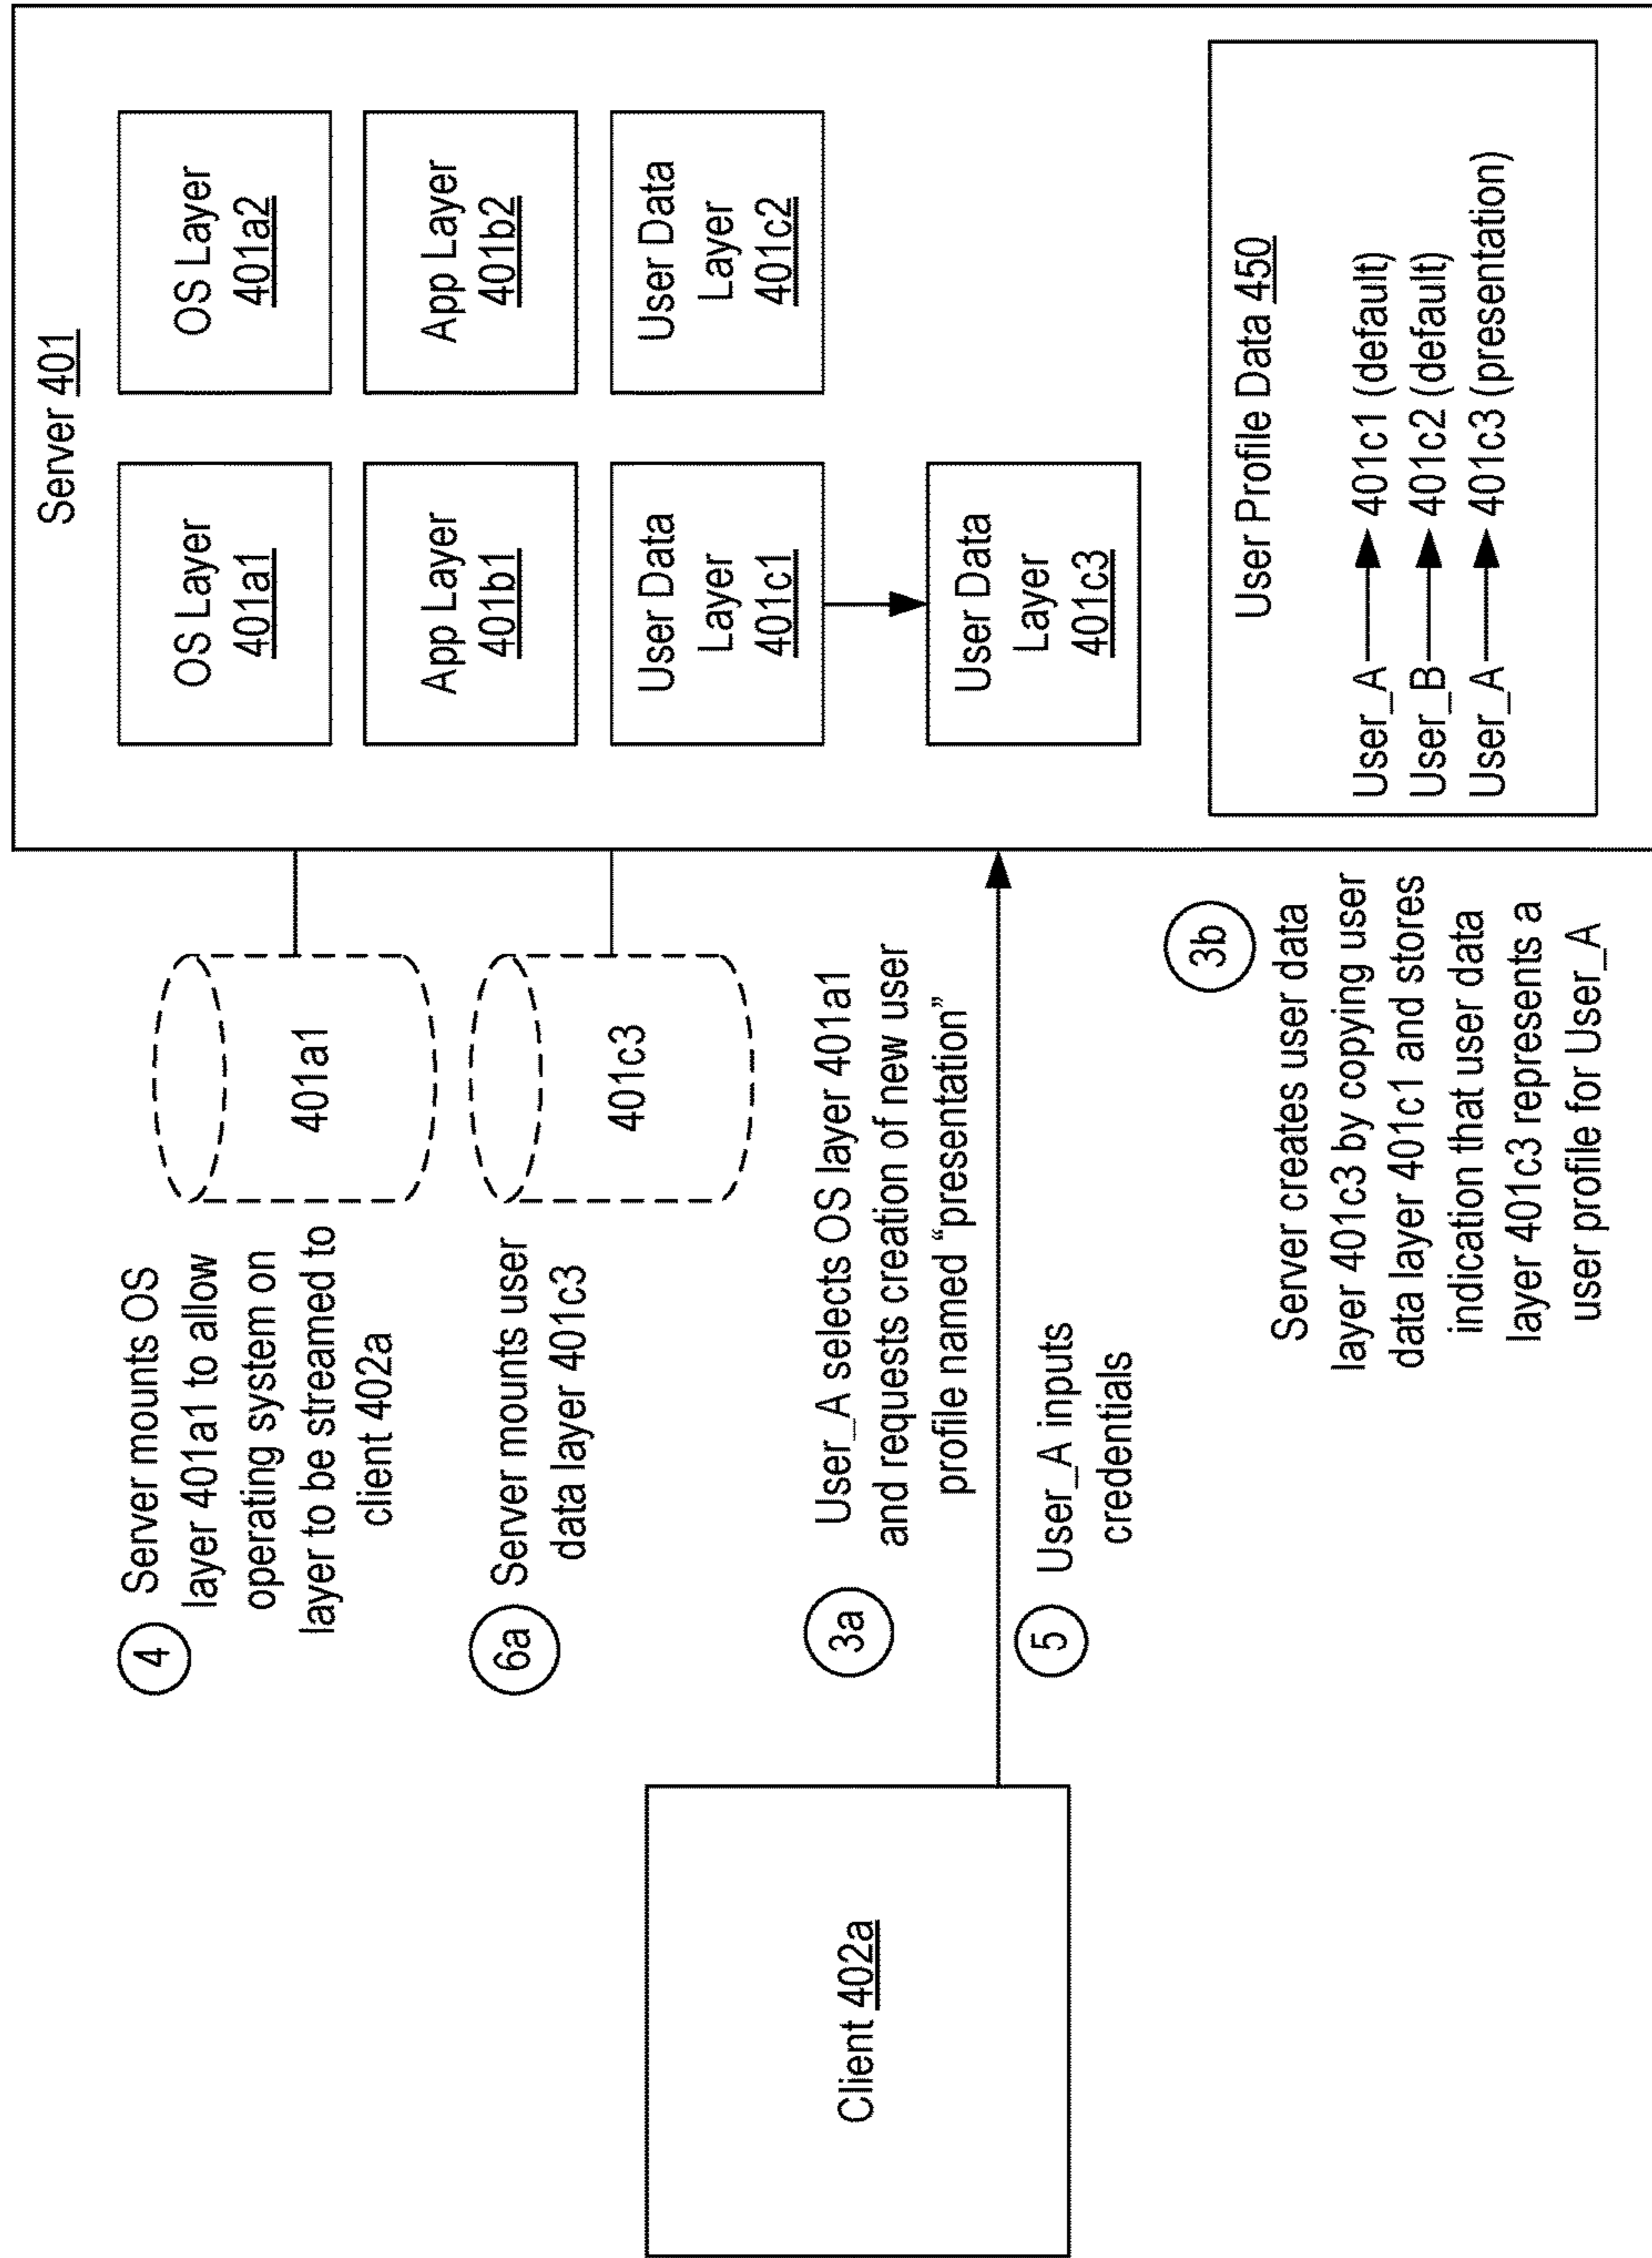 Server 401
OS Layer
401a1
OS Layer
401a2
App Layer
401b1
App Layer
401b2
User Data
Layer
401c1
User Data
Layer
401c2
User Data
Layer
401c3
User Profile Data 450
User_A 401c1 (default)
User_B 401c2 (default)
User_A 401c3 (presentation)
4
Server mounts OS
layer 401a1 to allow
operating system on
layer to be streamed to
client 402a
401a1
6a
Server mounts user
data layer 401c3
401c3
3a
User_A selects OS layer 401a1
and requests creation of new user
profile named “presentation”
5
User_A inputs
credentials
3b
Server creates user data
layer 401c3 by copying user
data layer 401c1 and stores
indication that user data
layer 401c3 represents a
user profile for User_A
Client 402a